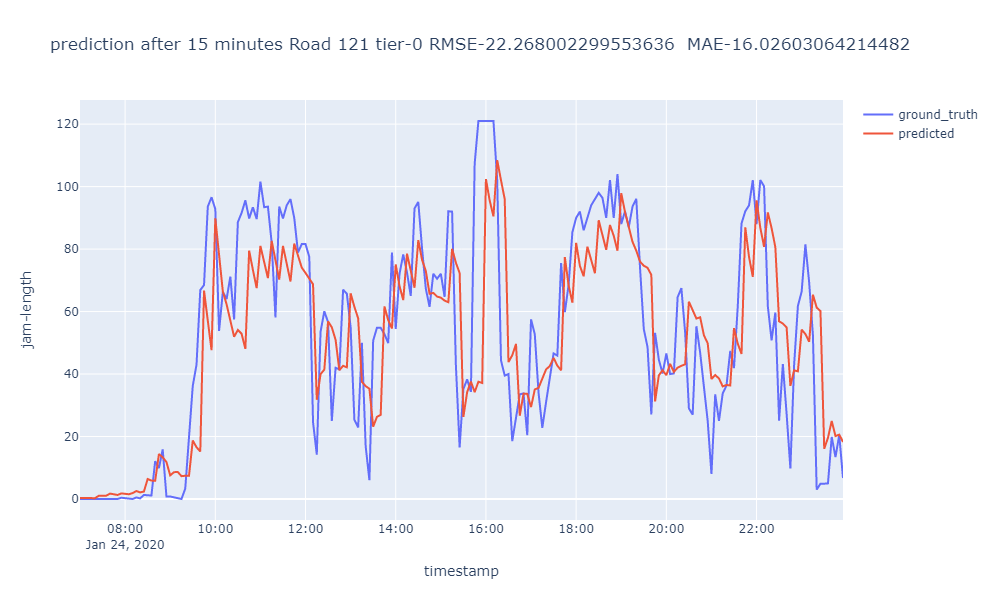 prediction after 15 minutes Road 121 tier-0 RMSE-22.268002299553636  MAE-16.02603064214482
ground_truth
predicted
120
100
80
60
40
20
0
jam-length
08:00 10:00 12:00 14:00 16:00 18:00 20:00 22:00
Jan 24, 2020
timestamp